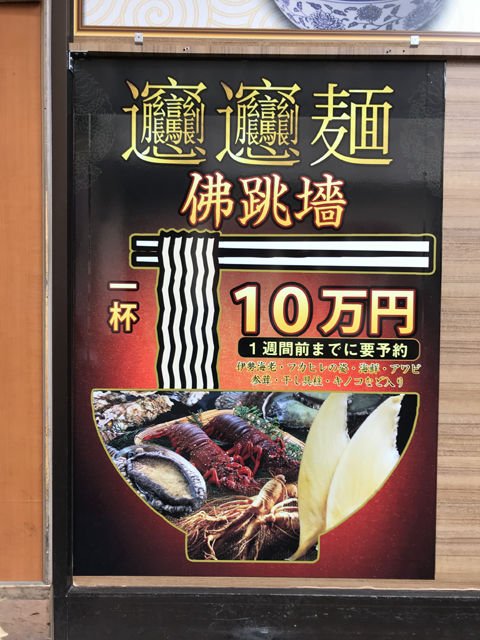 𰻞𰻞麺
佛跳墻
一杯
10万円
1週間前までに要予約
伊勢海老・フカヒレの姿・海鮮・アワビ
参茸・干し貝柱・キノコなど入り